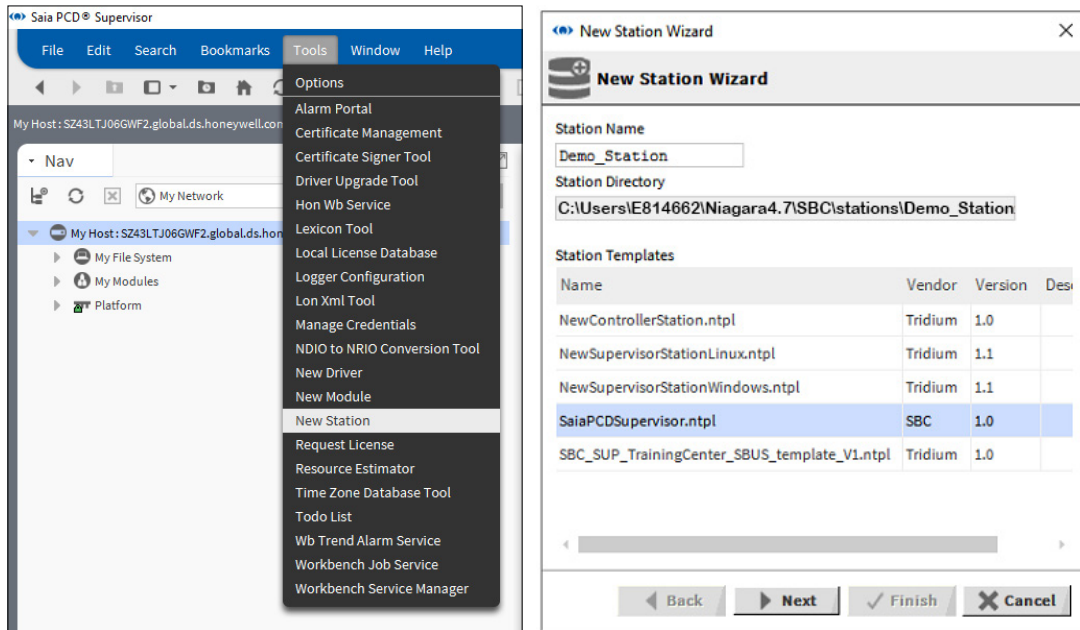 Saia PCD® Supervisor
File Edit Search Bookmarks Tools Window Help
My Host : SZ43LTJ06GWF2.global.ds.honeywell.com
Nav
My Network
My Host : SZ43LTJ06GWF2.global.ds.hon
My File System
My Modules
Platform
Options
Alarm Portal
Certificate Management
Certificate Signer Tool
Driver Upgrade Tool
Hon Wb Service
Lexicon Tool
Local License Database
Logger Configuration
Lon Xml Tool
Manage Credentials
NDIO to NRIO Conversion Tool
New Driver
New Module
New Station
Request License
Resource Estimator
Time Zone Database Tool
Todo List
Wb Trend Alarm Service
Workbench Job Service
Workbench Service Manager
New Station Wizard
New Station Wizard
Station Name
Demo_Station
Station Directory
C:\Users\E814662\Niagara4.7\SBC\stations\Demo_Station
Station Templates
Name Vendor Version Desc
NewControllerStation.ntpl Tridium 1.0
NewSupervisorStationLinux.ntpl Tridium 1.1
NewSupervisorStationWindows.ntpl Tridium 1.1
SaiaPCDSupervisor.ntpl SBC 1.0
SBC_SUP_TrainingCenter_SBUS_template_V1.ntpl Tridium 1.0
Back Next Finish Cancel